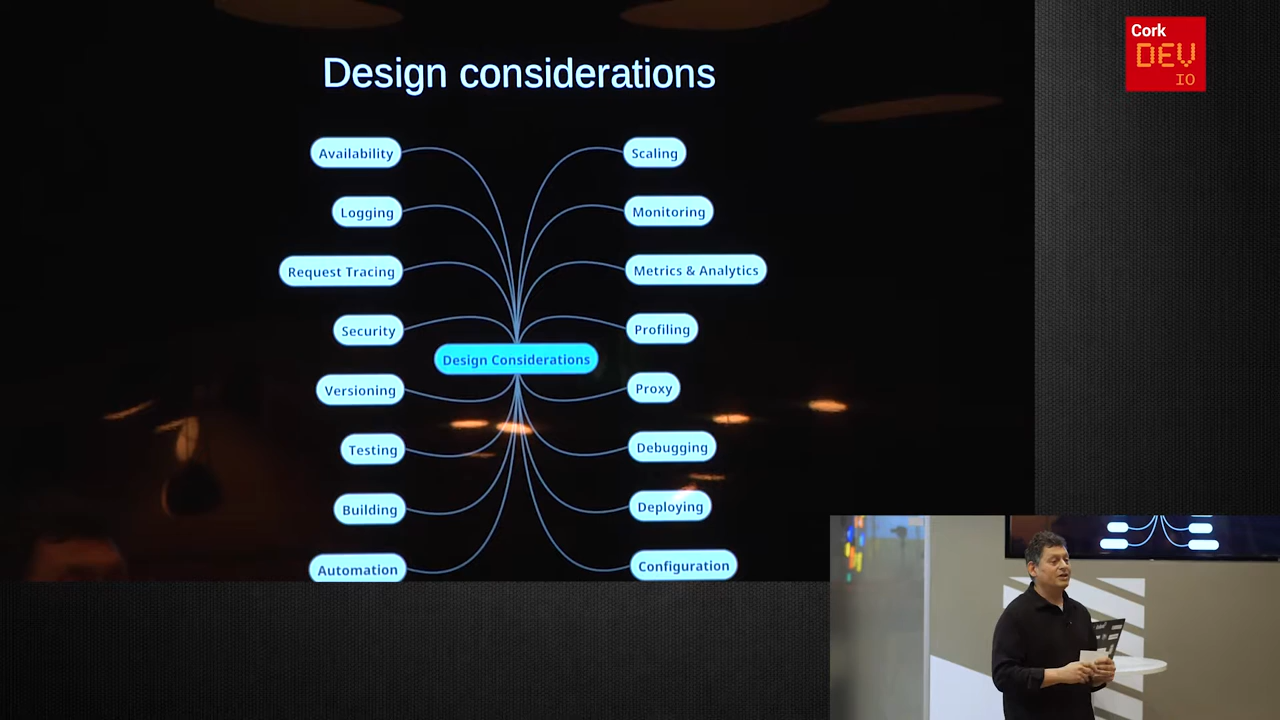 Design considerations
Cork
DEV
IO
Availability
Scaling
Logging
Monitoring
Request Tracing
Metrics & Analytics
Security
Profiling
Design Considerations
Versioning
Proxy
Testing
Debugging
Building
Deploying
Automation
Configuration